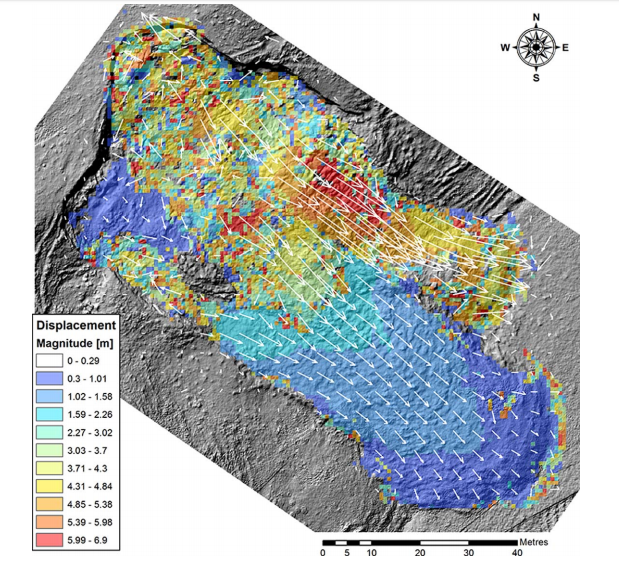 N
W E
S
Displacement
Magnitude [m]
0 - 0.29
0.3 - 1.01
1.02 - 1.58
1.59 - 2.26
2.27 - 3.02
3.03 - 3.7
3.71 - 4.3
4.31 - 4.84
4.85 - 5.38
5.39 - 5.98
5.99 - 6.9
Metres
0 5 10 20 30 40